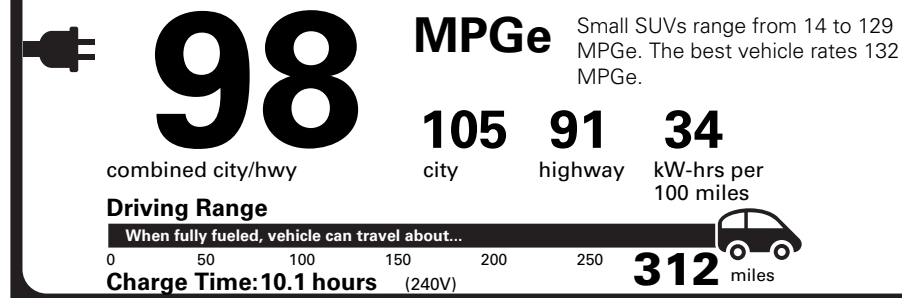 98
MPGe
Small SUVs range from 14 to 129
MPGe. The best vehicle rates 132
MPGe.
105 91 34
combined city/hwy
city highway kW-hrs per
100 miles
Driving Range
When fully fueled, vehicle can travel about...
0 50 100 150 200 250 312 miles
Charge Time:10.1 hours (240V)